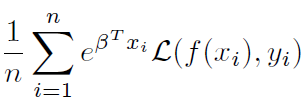 \frac{1}{n} \sum_{i=1}^{n} e^{\beta^T x_i} \mathcal{L}(f(x_i), y_i)